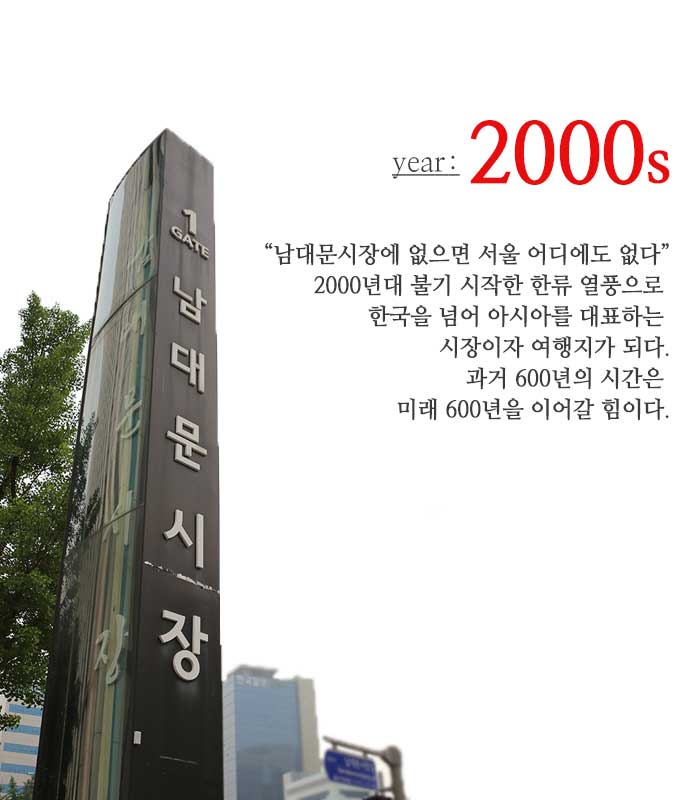 year: 2000s
“남대문시장에 없으면 서울 어디에도 없다”
2000년대 불기 시작한 한류 열풍으로
한국을 넘어 아시아를 대표하는
시장이자 여행지가 되다.
과거 600년의 시간은
미래 600년을 이어갈 힘이다.
1
GATE
남대문시장